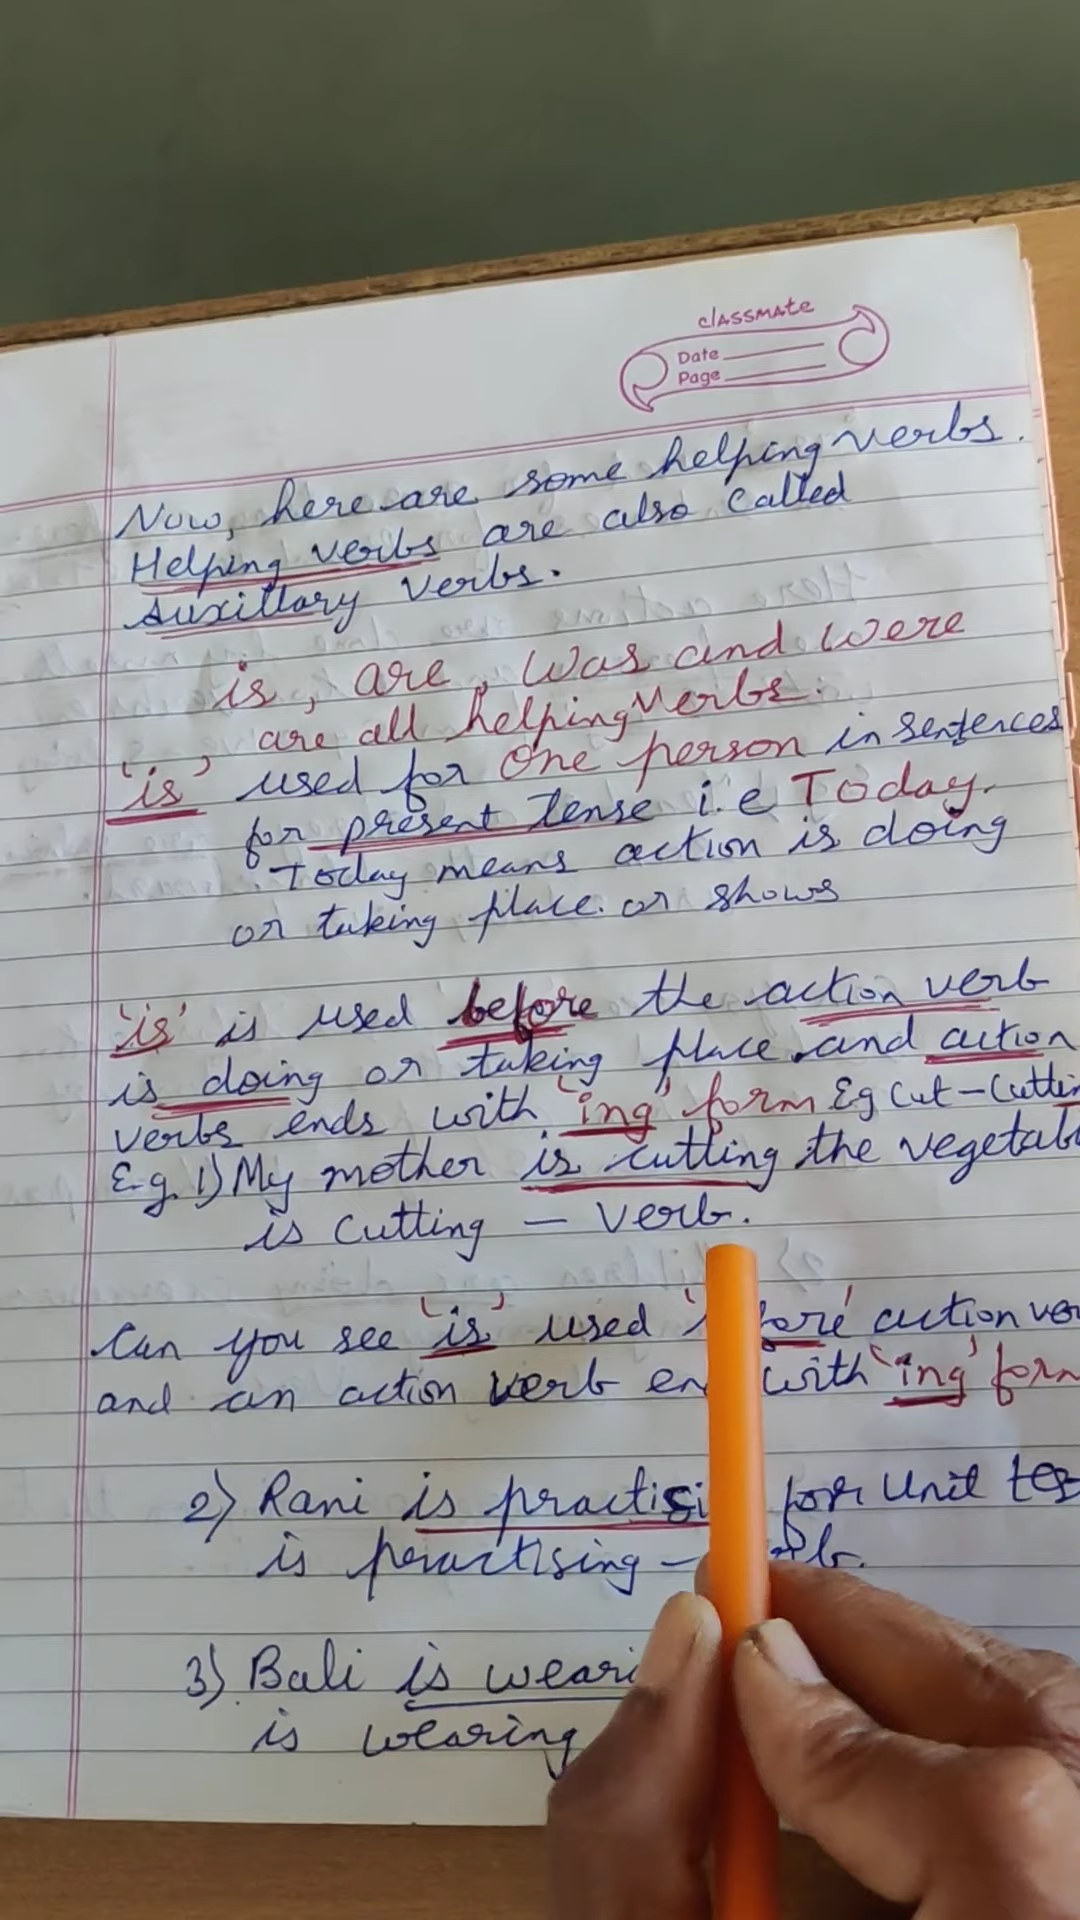 classmate
Date
Page
Now, here are some helping verbs.
Helping verbs are also called
Auxillary verbs.
is, are, was and were
are all helping verbs.
'is' used for One person in sentences
for present Tense i.e Today.
Today means action is doing
or taking place. or shows
'is' is used before the action verb
is doing or taking place and action
verbs ends with 'ing' form Eg Cut-Cuttin
E.g. 1) My mother is cutting the vegetab
is cutting - verb.
Can you see 'is' used action ver
and an action verb en with 'ing' form
2) Rani is practisi for Unit tes
is practising -
3) Bali is weari
is wearing